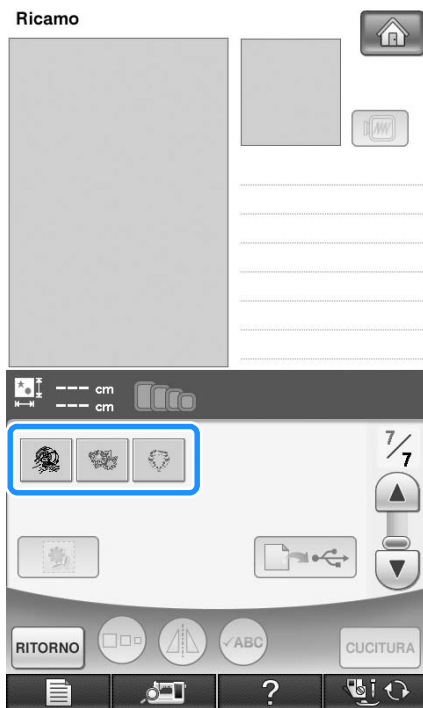 Ricamo
--- cm
--- cm
7/7
RITORNO
✓ABC
CUCITURA
?